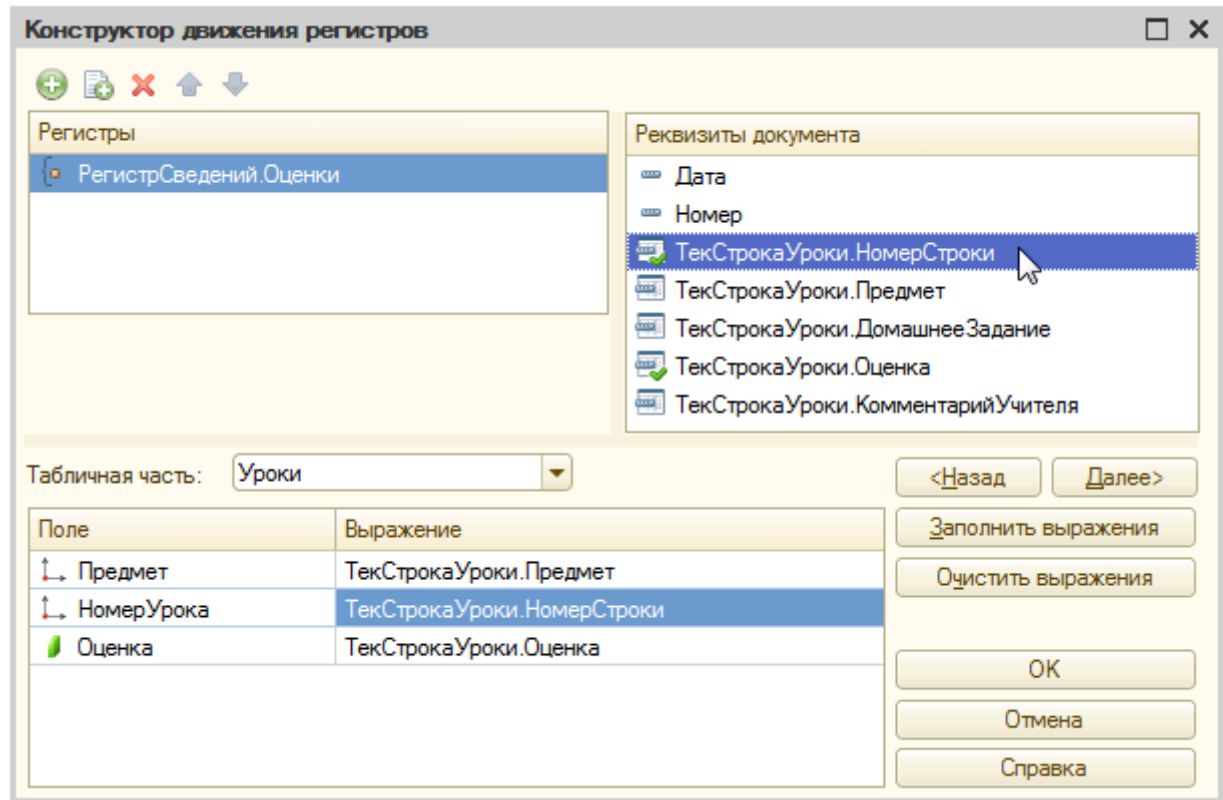 Конструктор движения регистров
Регистры
РегистрСведений.Оценки
Реквизиты документа
Дата
Номер
ТекСтрокаУроки.НомерСтроки
ТекСтрокаУроки.Предмет
ТекСтрокаУроки.ДомашнееЗадание
ТекСтрокаУроки.Оценка
ТекСтрокаУроки.КомментарийУчителя
Табличная часть: Уроки
<Назад Далее>
Заполнить выражения
Очистить выражения
Поле Выражение
Предмет ТекСтрокаУроки.Предмет
НомерУрока ТекСтрокаУроки.НомерСтроки
Оценка ТекСтрокаУроки.Оценка
OK
Отмена
Справка